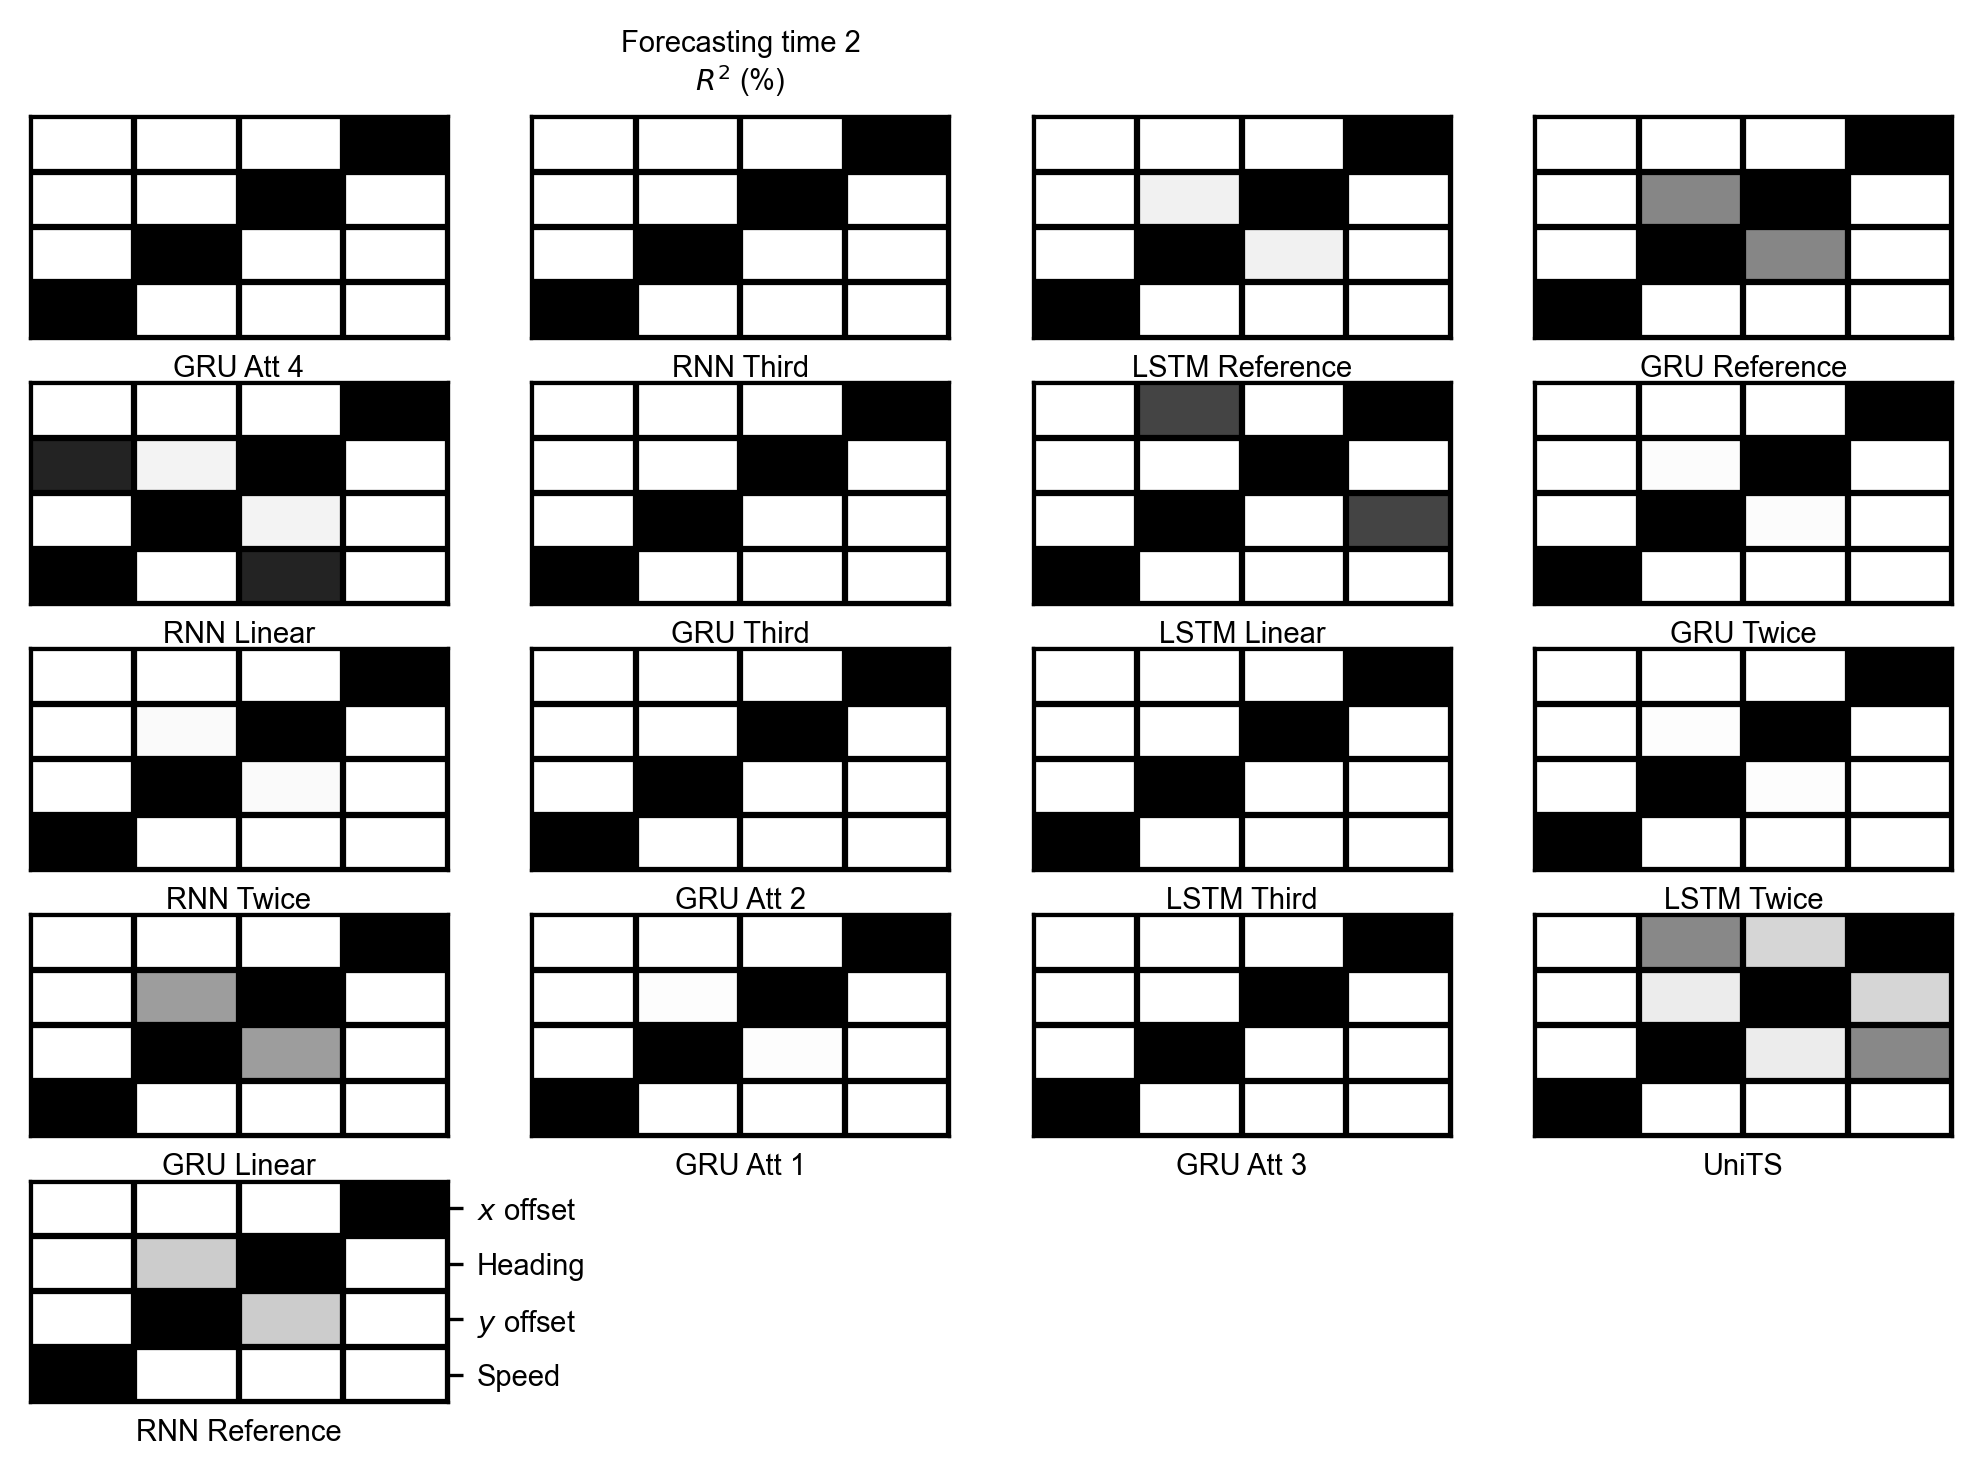 Forecasting time 2
R² (%)
GRU Att 4
RNN Third
LSTM Reference
GRU Reference
RNN Linear
GRU Third
LSTM Linear
GRU Twice
RNN Twice
GRU Att 2
LSTM Third
LSTM Twice
GRU Linear
GRU Att 1
GRU Att 3
UniTS
x offset
Heading
y offset
Speed
RNN Reference